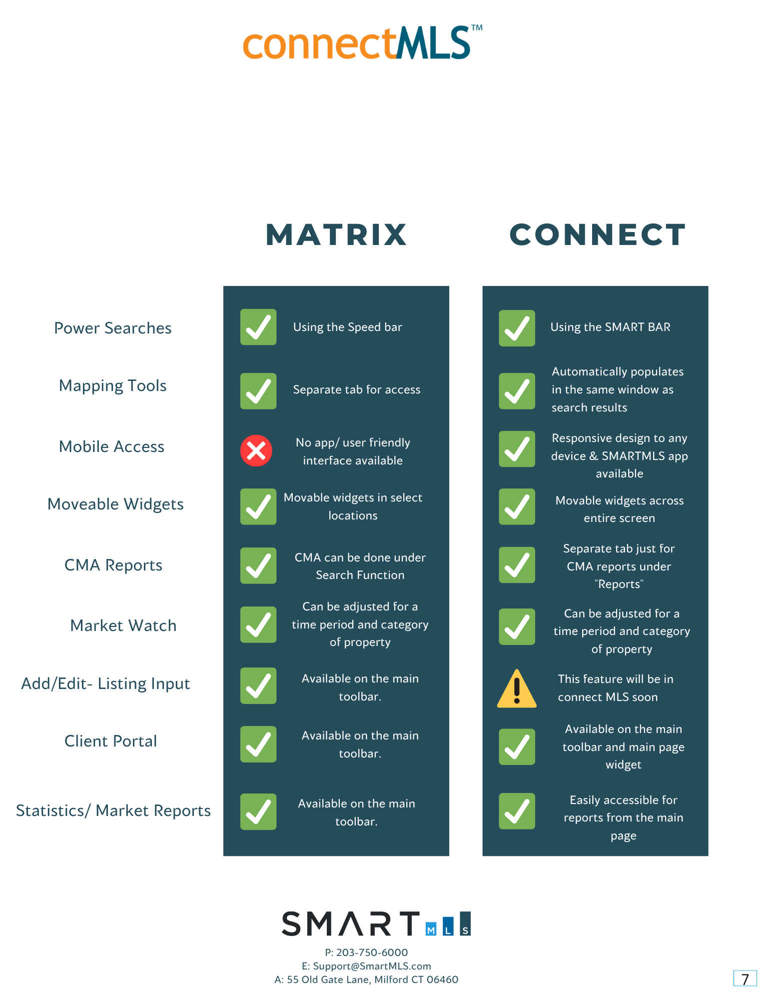 connectMLS™
MATRIX
CONNECT
Power Searches
Using the Speed bar
Using the SMART BAR
Mapping Tools
Separate tab for access
Automatically populates
in the same window as
search results
Mobile Access
No app/ user friendly
interface available
Responsive design to any
device & SMARTMLS app
available
Moveable Widgets
Movable widgets in select
locations
Movable widgets across
entire screen
CMA Reports
CMA can be done under
Search Function
Separate tab just for
CMA reports under
"Reports"
Market Watch
Can be adjusted for a
time period and category
of property
Can be adjusted for a
time period and category
of property
Add/Edit- Listing Input
Available on the main
toolbar.
This feature will be in
connect MLS soon
Client Portal
Available on the main
toolbar.
Available on the main
toolbar and main page
widget
Statistics/ Market Reports
Available on the main
toolbar.
Easily accessible for
reports from the main
page
SMART MLS
P: 203-750-6000
E: Support@SmartMLS.com
A: 55 Old Gate Lane, Milford CT 06460
7